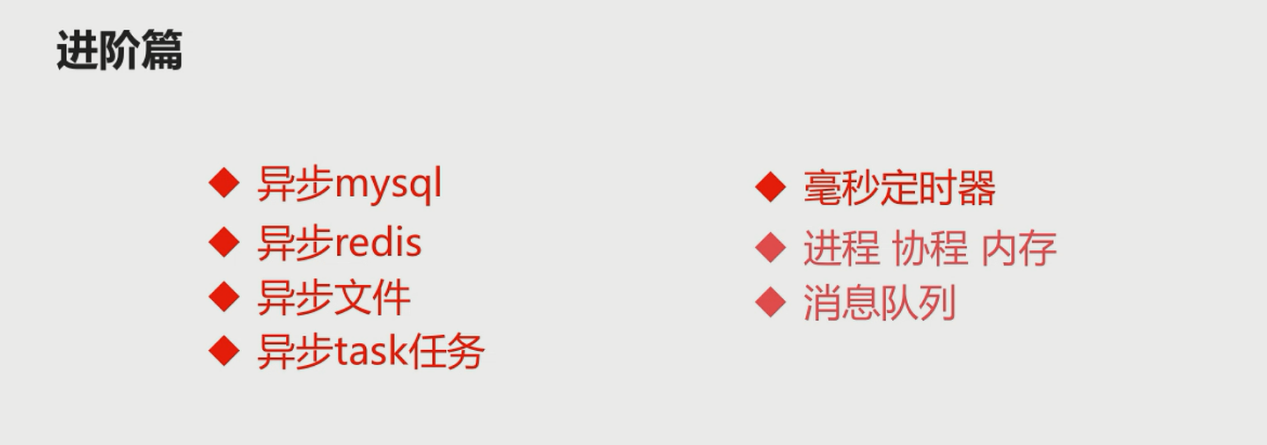 进阶篇
异步mysql
异步redis
异步文件
异步task任务
毫秒定时器
进程 协程 内存
消息队列